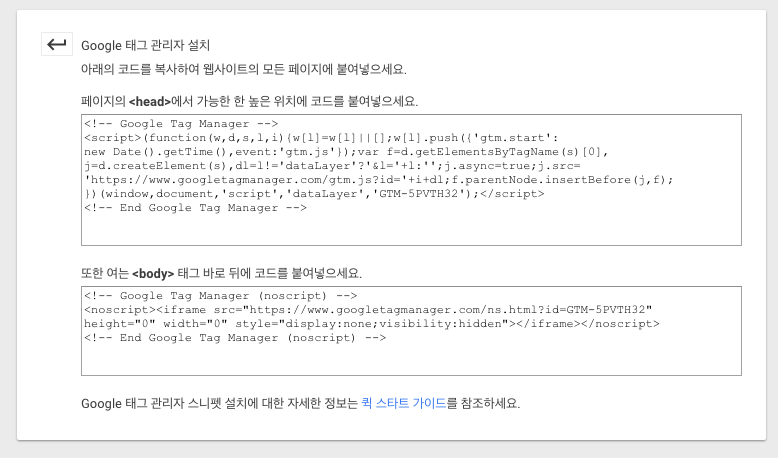 Google 태그 관리자 설치
아래의 코드를 복사하여 웹사이트의 모든 페이지에 붙여넣으세요.
페이지의 <head>에서 가능한 한 높은 위치에 코드를 붙여넣으세요.
<!-- Google Tag Manager -->
<script>(function(w,d,s,l,i){w[l]=w[l]||[];w[l].push({'gtm.start':
new Date().getTime(),event:'gtm.js'});var f=d.getElementsByTagName(s)[0],
j=d.createElement(s),dl=l!='dataLayer'?'&l='+l:'';j.async=true;j.src=
'https://www.googletagmanager.com/gtm.js?id='+i+dl;f.parentNode.insertBefore(j,f);
})(window,document,'script','dataLayer','GTM-5PVTH32');</script>
<!-- End Google Tag Manager -->
또한 여는 <body> 태그 바로 뒤에 코드를 붙여넣으세요.
<!-- Google Tag Manager (noscript) -->
<noscript><iframe src="https://www.googletagmanager.com/ns.html?id=GTM-5PVTH32"
height="0" width="0" style="display:none;visibility:hidden"></iframe></noscript>
<!-- End Google Tag Manager (noscript) -->
Google 태그 관리자 스니펫 설치에 대한 자세한 정보는 퀵 스타트 가이드를 참조하세요.